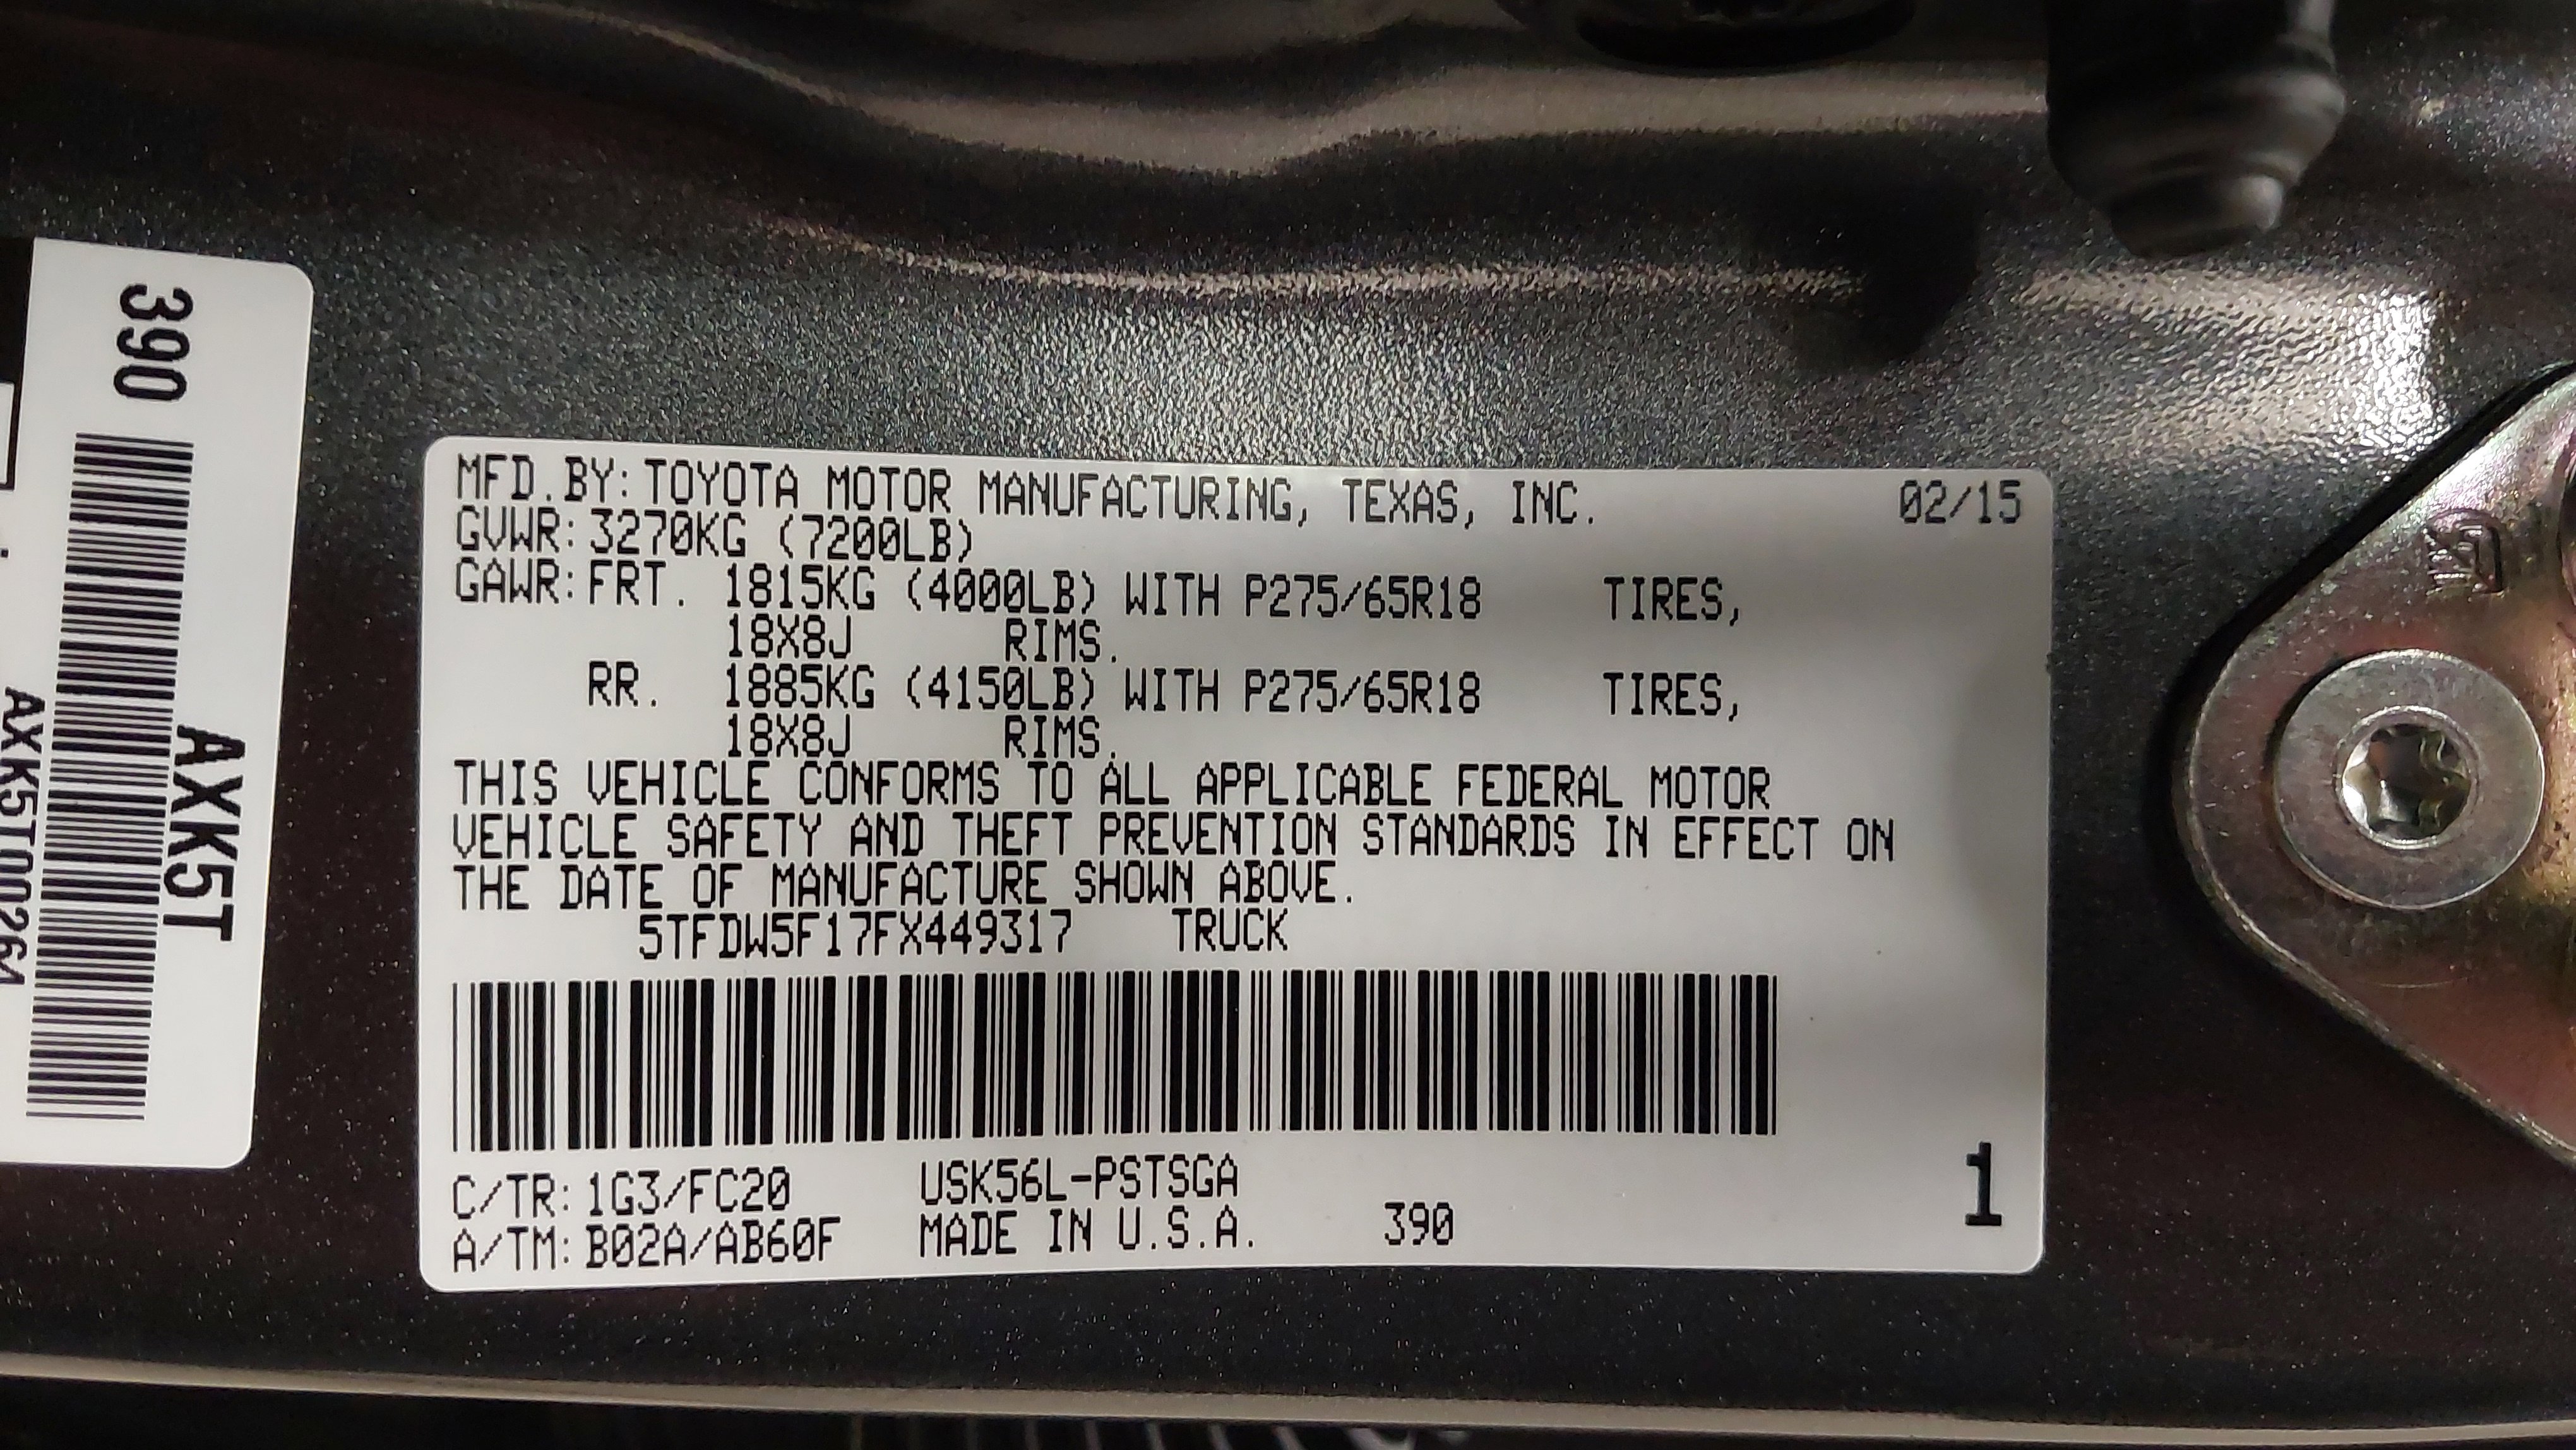 390
AXK5T
AXK5T00264
MFD.BY:TOYOTA MOTOR MANUFACTURING, TEXAS, INC. 02/15
GVWR:3270KG (7200LB)
GAWR:FRT. 1815KG (4000LB) WITH P275/65R18 TIRES,
18X8J RIMS.
RR. 1885KG (4150LB) WITH P275/65R18 TIRES,
18X8J RIMS.
THIS VEHICLE CONFORMS TO ALL APPLICABLE FEDERAL MOTOR
VEHICLE SAFETY AND THEFT PREVENTION STANDARDS IN EFFECT ON
THE DATE OF MANUFACTURE SHOWN ABOVE.
5TFDW5F17FX449317 TRUCK
C/TR:1G3/FC20 USK56L-PSTSGA
A/TM:B02A/AB60F MADE IN U.S.A. 390
1